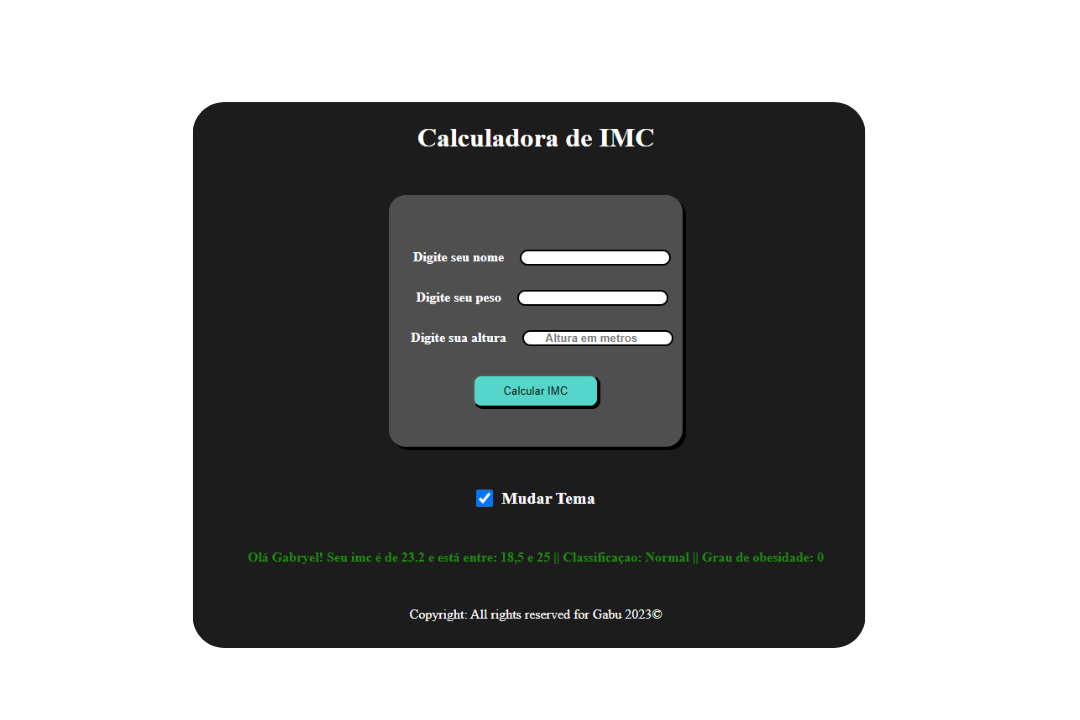 Calculadora de IMC
Digite seu nome
Digite seu peso
Digite sua altura Altura em metros
Calcular IMC
Mudar Tema
Olá Gabryel! Seu imc é de 23.2 e está entre: 18,5 e 25 || Classificaçao: Normal || Grau de obesidade: 0
Copyright: All rights reserved for Gabu 2023©